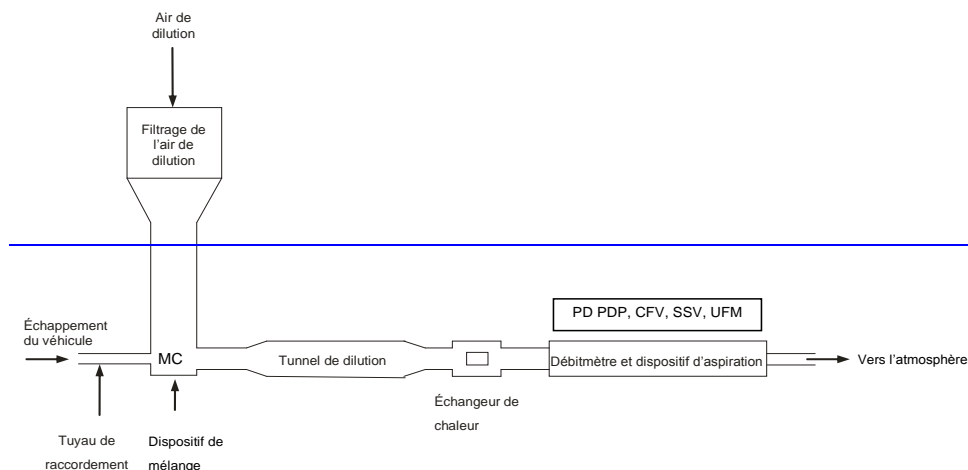 Air de
dilution
Filtrage de
l'air de
dilution
PD PDP, CFV, SSV, UFM
Échappement
du véhicule
MC
Tunnel de dilution
Débitmètre et dispositif d'aspiration
Vers l'atmosphère
Échangeur de
chaleur
Tuyau de
raccordement
Dispositif de
mélange